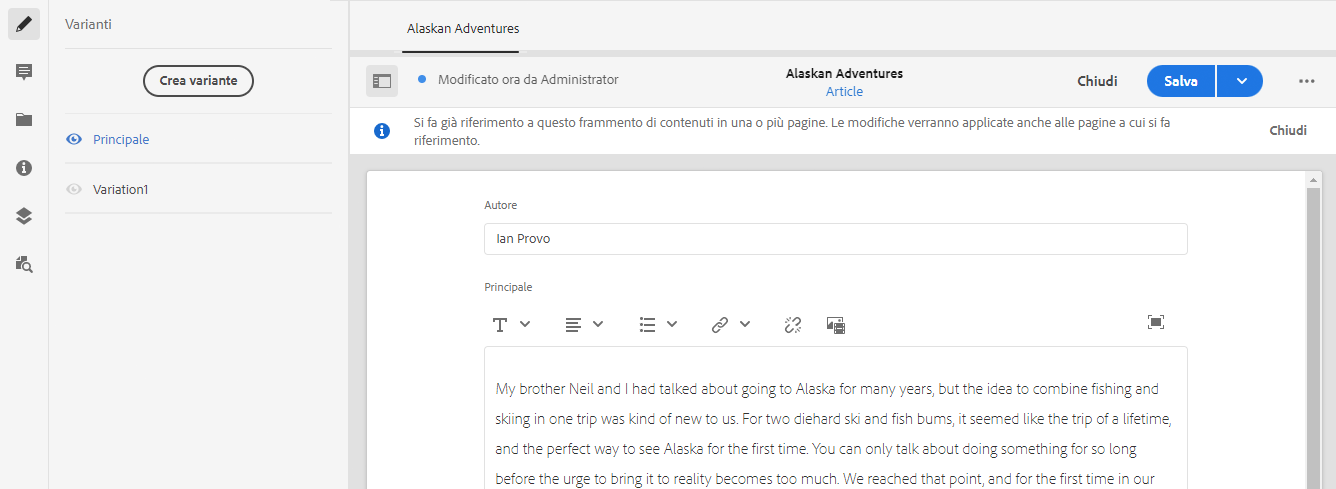 Varianti
Crea variante
Principale
Variation1
Alaskan Adventures
Modificato ora da Administrator
Alaskan Adventures
Article
Chiudi
Salva
Si fa già riferimento a questo frammento di contenuti in una o più pagine. Le modifiche verranno applicate anche alle pagine a cui si fa
riferimento.
Chiudi
Autore
Ian Provo
Principale
My brother Neil and I had talked about going to Alaska for many years, but the idea to combine fishing and
skiing in one trip was kind of new to us. For two diehard ski and fish bums, it seemed like the trip of a lifetime,
and the perfect way to see Alaska for the first time. You can only talk about doing something for so long
before the urge to bring it to reality becomes too much. We reached that point, and for the first time in our